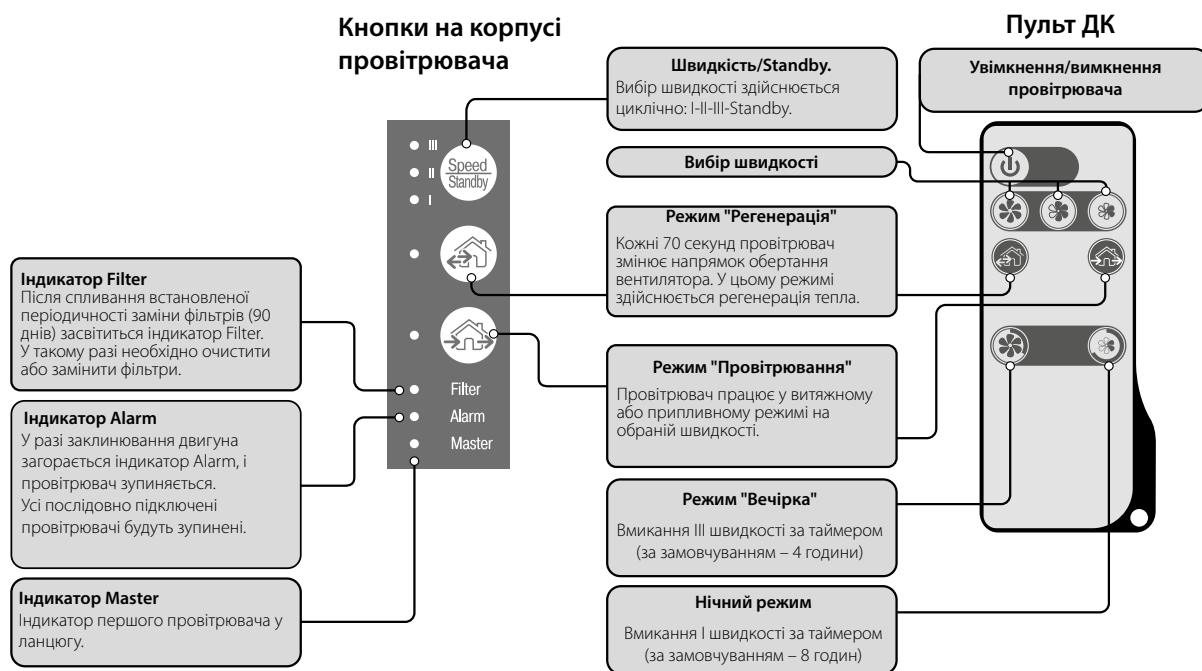 Кнопки на корпусі
провітрювача
Пульт ДК
Швидкість/Standby.
Вибір швидкості здійснюється
циклічно: I-II-III-Standby.
Увімкнення/вимкнення
провітрювача
III
II
I
Speed
Standby
Вибір швидкості
Режим "Регенерація"
Кожні 70 секунд провітрювач
змінює напрямок обертання
вентилятора. У цьому режимі
здійснюється регенерація тепла.
Індикатор Filter
Після спливання встановленої
періодичності заміни фільтрів (90
днів) засвітиться індикатор Filter.
У такому разі необхідно очистити
або замінити фільтри.
Режим "Провітрювання"
Провітрювач працює у витяжному
або припливному режимі на
обраній швидкості.
Filter
Alarm
Master
Індикатор Alarm
У разі заклинювання двигуна
загорається індикатор Alarm, і
провітрювач зупиняється.
Усі послідовно підключені
провітрювачі будуть зупинені.
Режим "Вечірка"
Вмикання III швидкості за таймером
(за замовчуванням – 4 години)
Індикатор Master
Індикатор першого провітрювача у
ланцюгу.
Нічний режим
Вмикання I швидкості за таймером
(за замовчуванням – 8 годин)